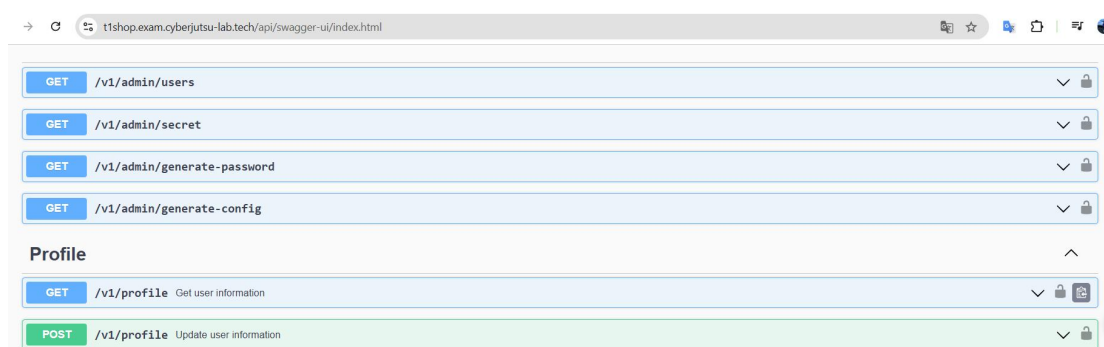 t1shop.exam.cyberjutsu-lab.tech/api/swagger-ui/index.html
GET /v1/admin/users
GET /v1/admin/secret
GET /v1/admin/generate-password
GET /v1/admin/generate-config
Profile
GET /v1/profile Get user information
POST /v1/profile Update user information